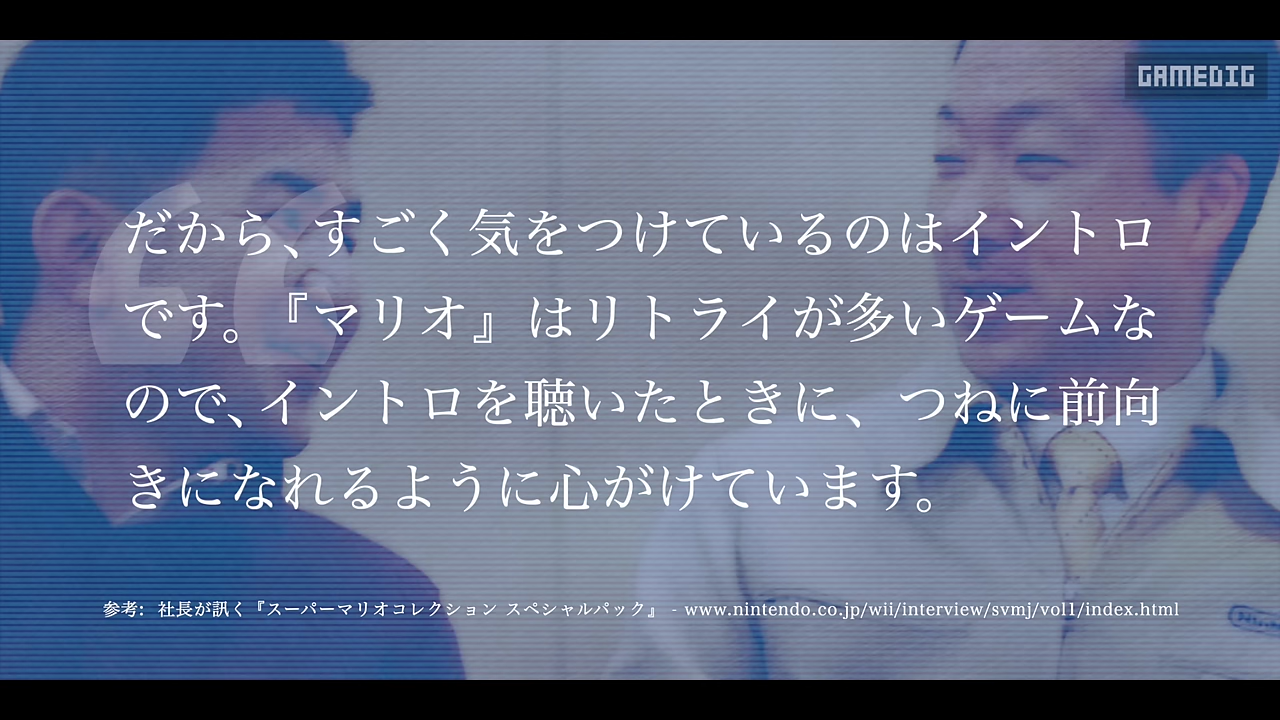 GAMEDIG
だから、すごく気をつけているのはイントロ
です。『マリオ』はリトライが多いゲームな
ので、イントロを聴いたときに、つねに前向
きになれるように心がけています。
参考: 社長が訊く『スーパーマリオコレクション スペシャルパック』 - www.nintendo.co.jp/wii/interview/svmj/vol1/index.html